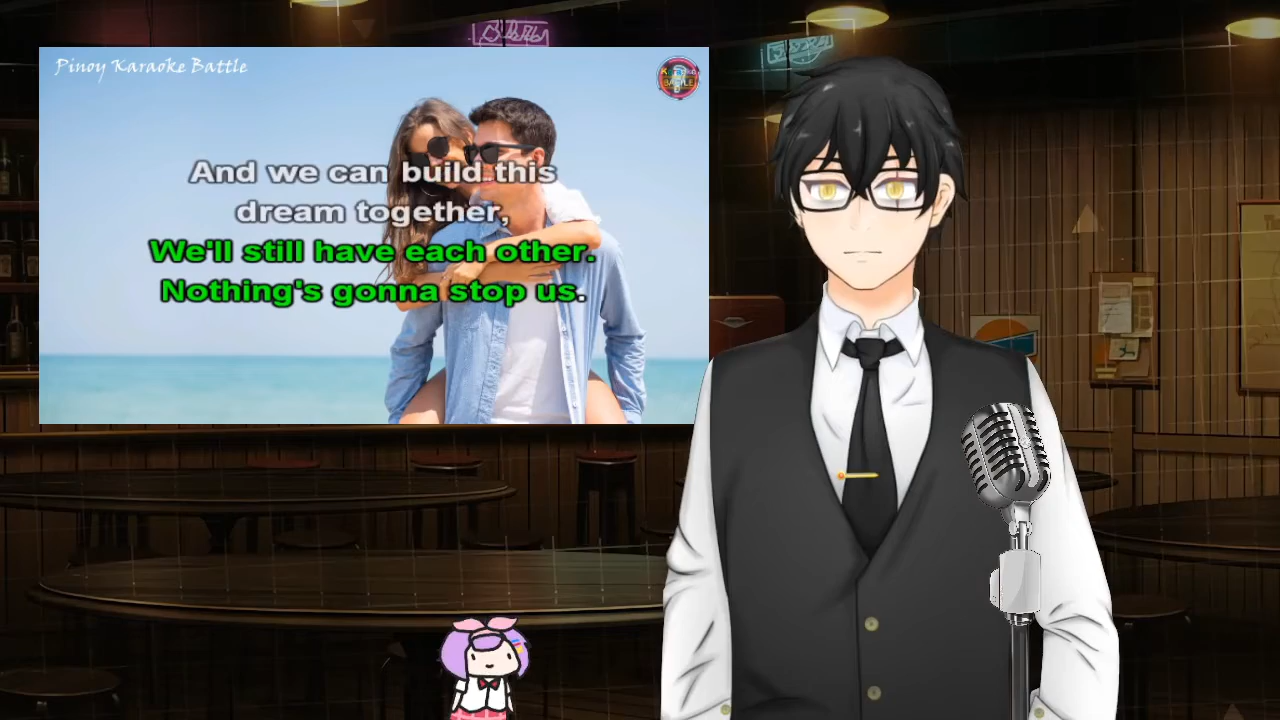 Pinoy Karaoke Battle
And we can build this
dream together,
We'll still have each other.
Nothing's gonna stop us.